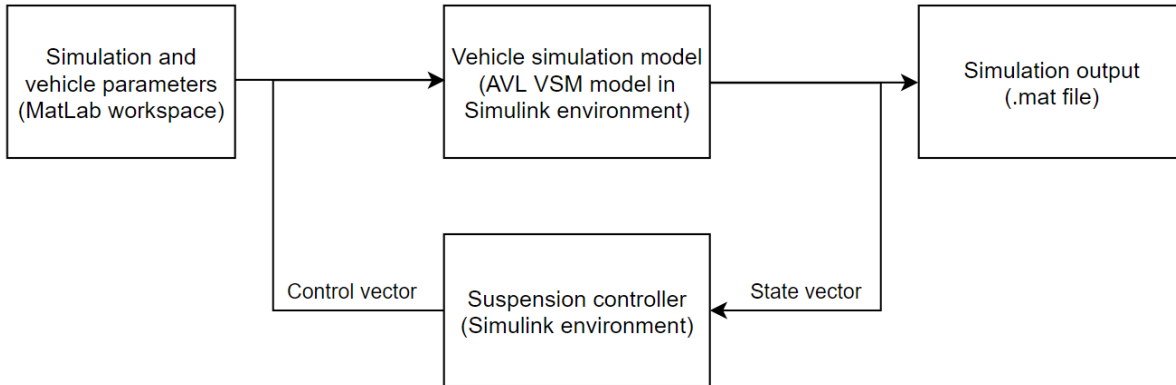 Simulation and
vehicle parameters
(MatLab workspace)
Vehicle simulation model
(AVL VSM model in
Simulink environment)
Simulation output
(.mat file)
Control vector
Suspension controller
(Simulink environment)
State vector